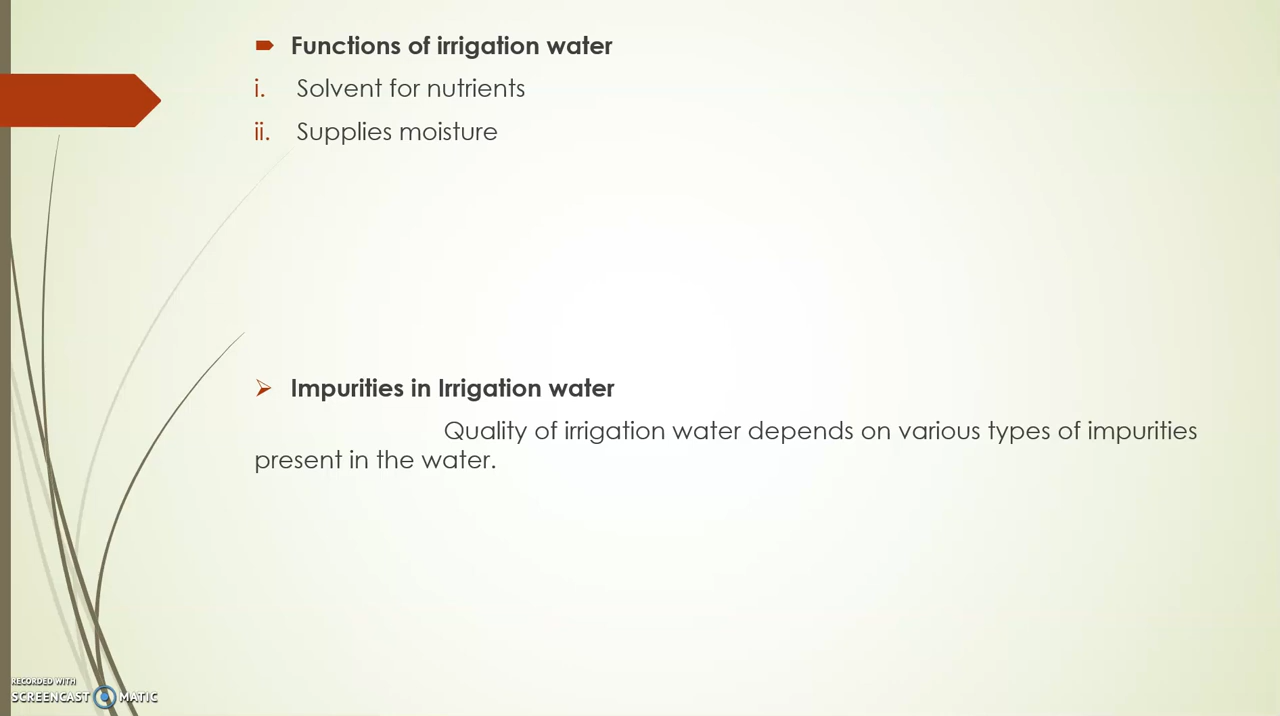 Functions of irrigation water
i. Solvent for nutrients
ii. Supplies moisture
Impurities in Irrigation water
Quality of irrigation water depends on various types of impurities
present in the water.
RECORDED WITH
SCREENCAST MATIC